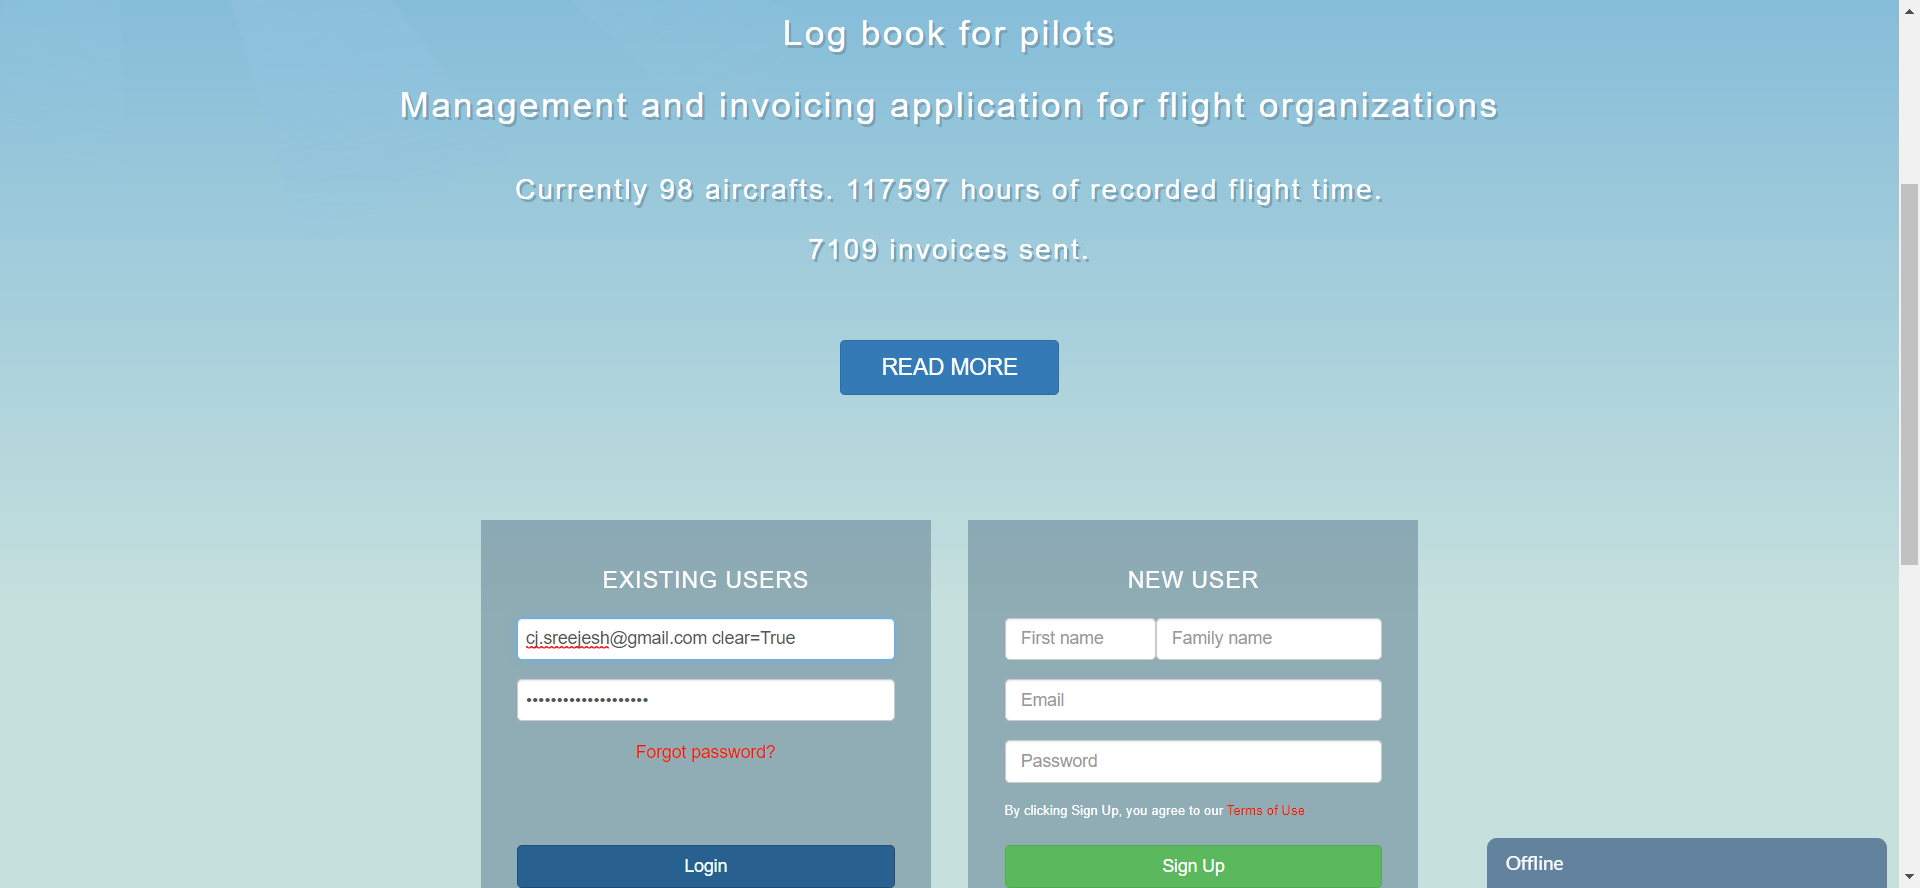 Log book for pilots
Management and invoicing application for flight organizations
Currently 98 aircrafts. 117597 hours of recorded flight time.
7109 invoices sent.
READ MORE
EXISTING USERS
cj.sreejesh@gmail.com clear=True
Forgot password?
Login
NEW USER
First name Family name
Email
Password
By clicking Sign Up, you agree to our Terms of Use
Sign Up
Offline